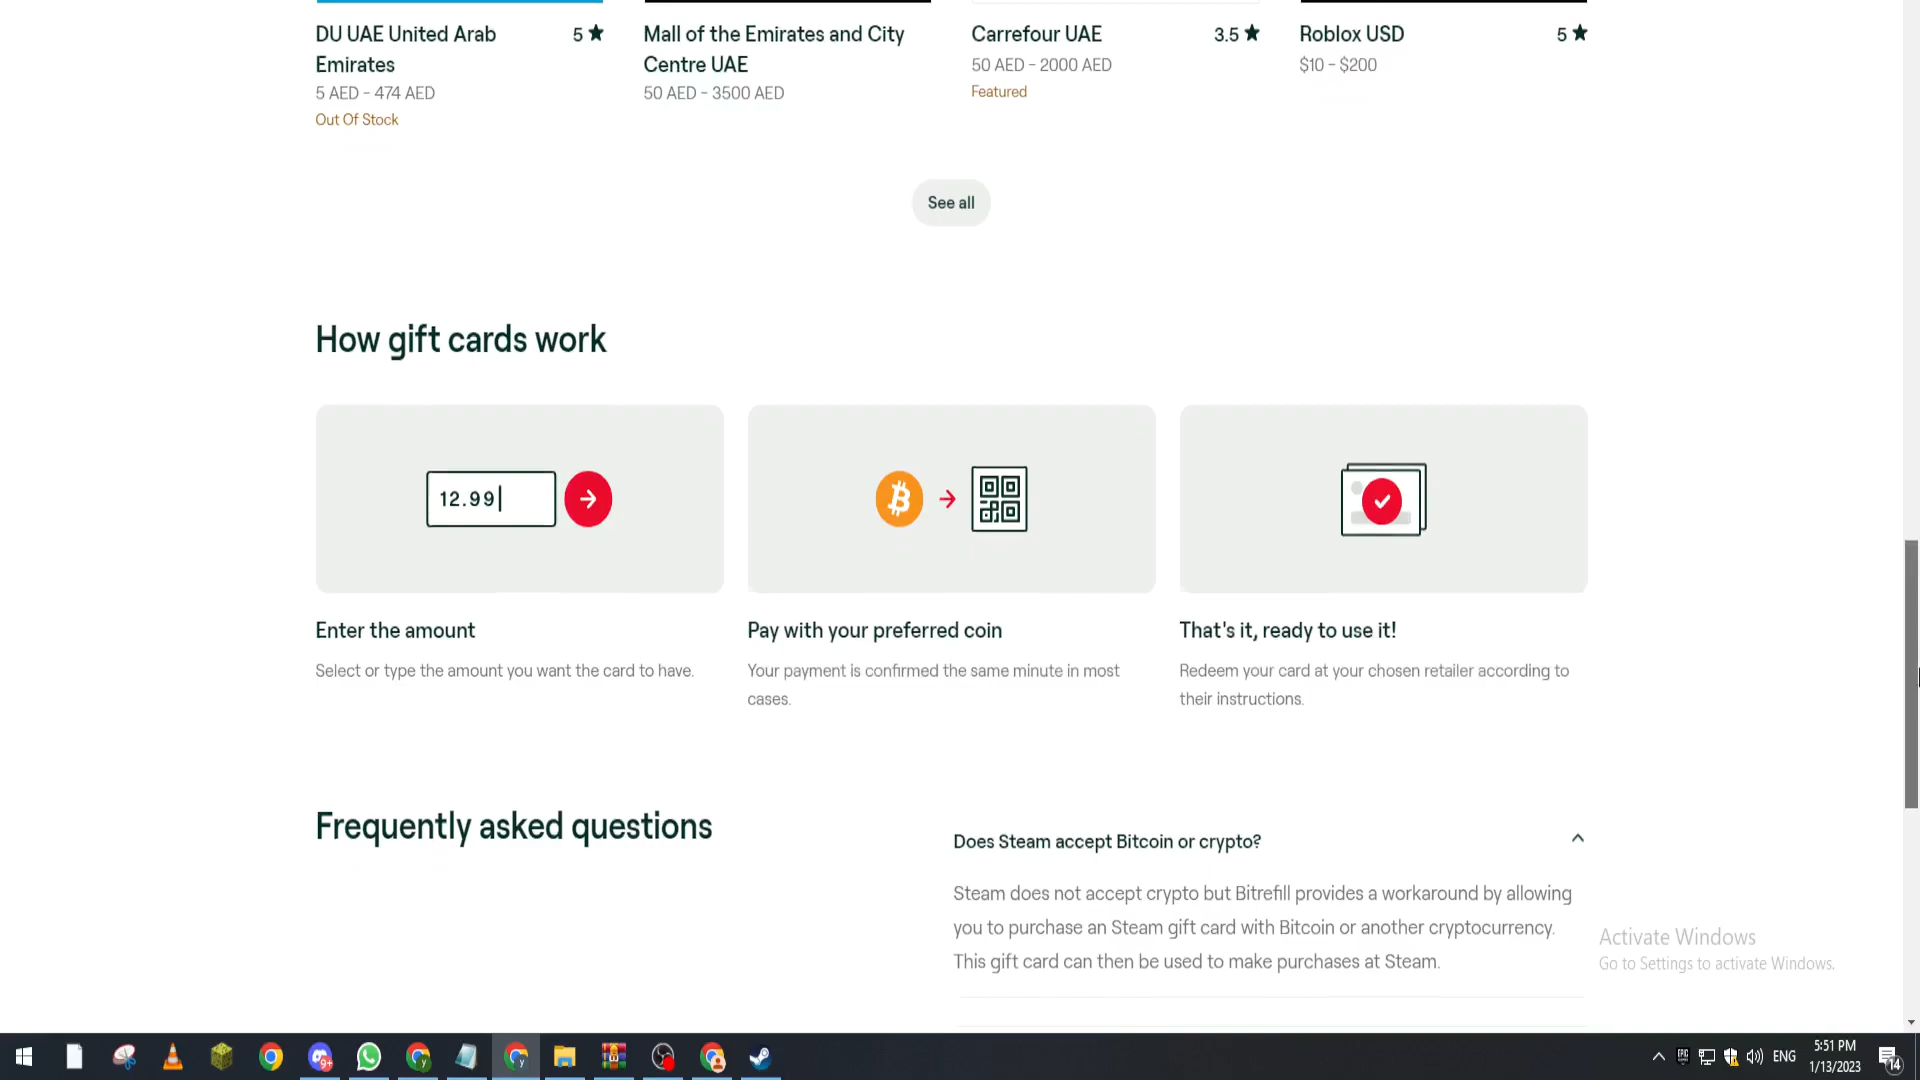 DU UAE United Arab
Emirates
5
5 AED - 474 AED
Out Of Stock
Mall of the Emirates and City
Centre UAE
50 AED - 3500 AED
Carrefour UAE
3.5
50 AED - 2000 AED
Featured
Roblox USD
5
$10 - $200
See all
How gift cards work
12.99
Enter the amount
Select or type the amount you want the card to have.
Pay with your preferred coin
Your payment is confirmed the same minute in most
cases.
That's it, ready to use it!
Redeem your card at your chosen retailer according to
their instructions.
Frequently asked questions
Does Steam accept Bitcoin or crypto?
Steam does not accept crypto but Bitrefill provides a workaround by allowing
you to purchase an Steam gift card with Bitcoin or another cryptocurrency.
This gift card can then be used to make purchases at Steam.
Activate Windows
Go to Settings to activate Windows.
9+
ENG
5:51 PM
1/13/2023
14